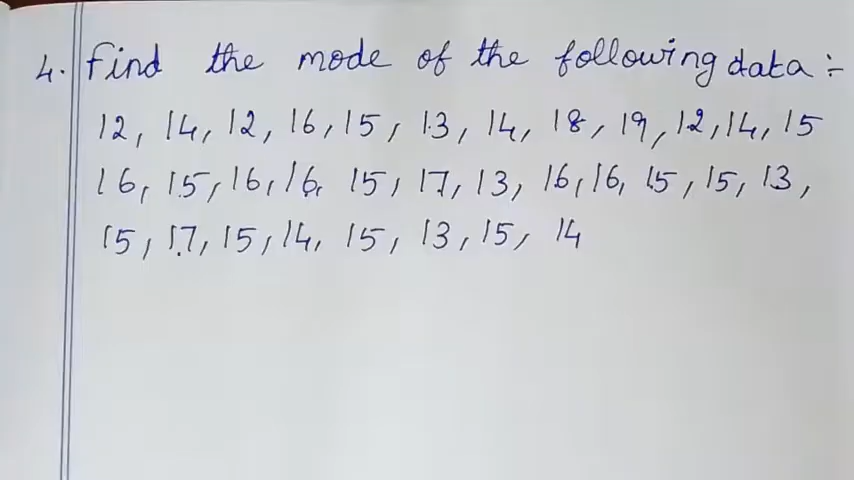 4. find the mode of the following data :-
12, 14, 12, 16, 15, 13, 14, 18, 19, 12, 14, 15
16, 15, 16, 16, 15, 17, 13, 16, 16, 15, 15, 13,
15, 17, 15, 14, 15, 13, 15, 14